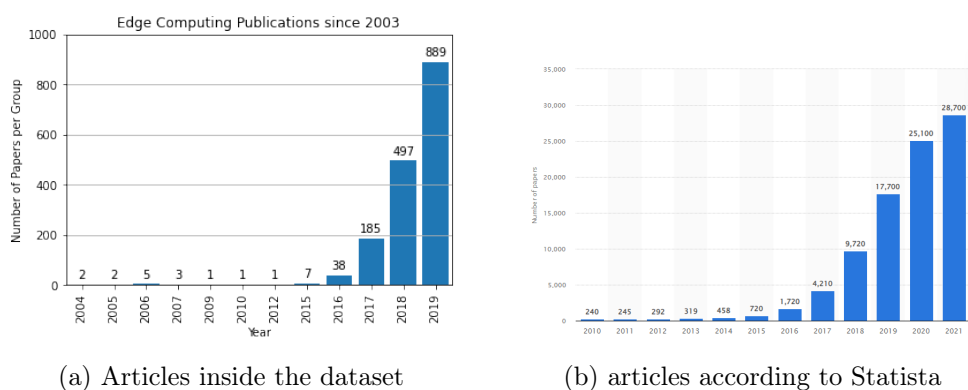 Edge Computing Publications since 2003
1000
800
600
400
200
0
Number of Papers per Group
2 2 5 3 1 1 1 7 38 185 497 889
2004 2005 2006 2007 2009 2010 2012 2015 2016 2017 2018 2019
Year
(a) Articles inside the dataset
35,000
30,000
25,000
20,000
15,000
10,000
5,000
0
Number of papers
240 245 292 319 458 720 1,720 4,210 9,720 17,700 25,100 28,700
2010 2011 2012 2013 2014 2015 2016 2017 2018 2019 2020 2021
(b) articles according to Statista